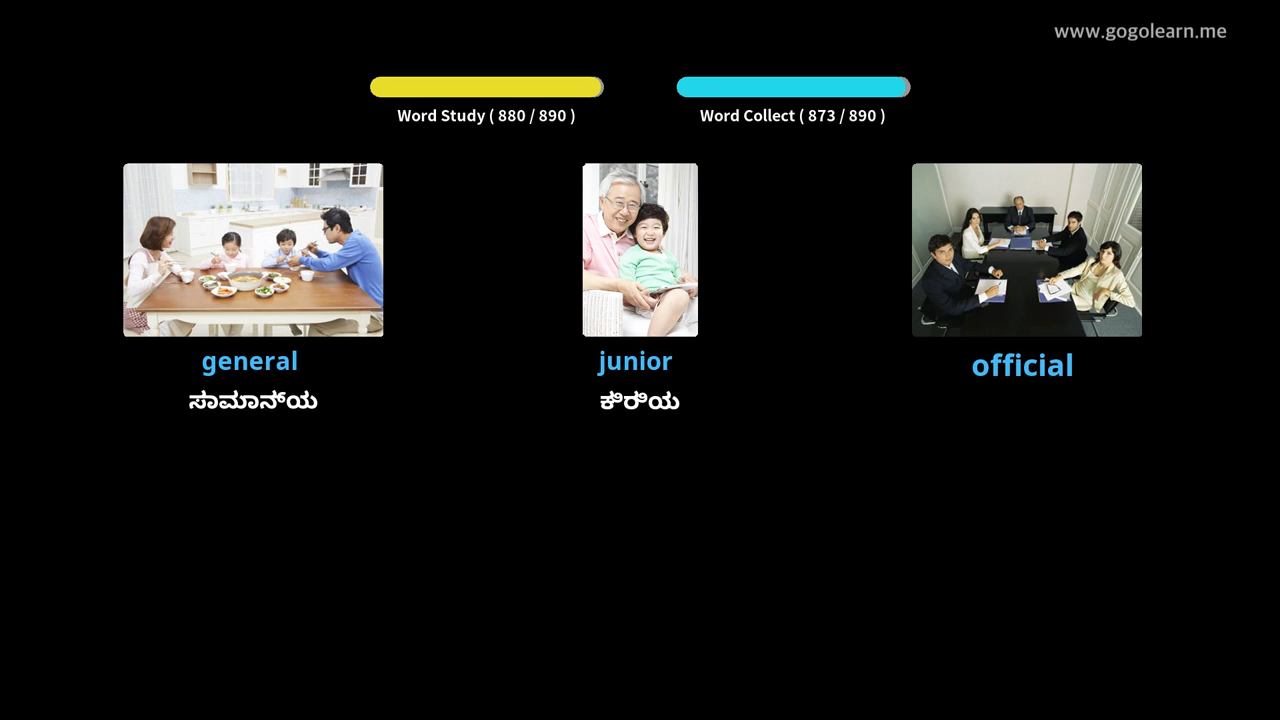 www.gogolearn.me
Word Study ( 880 / 890 )
Word Collect ( 873 / 890 )
general
junior
official
ಸಾಮಾನ್‌ಯ
ಕಿರಿಯ